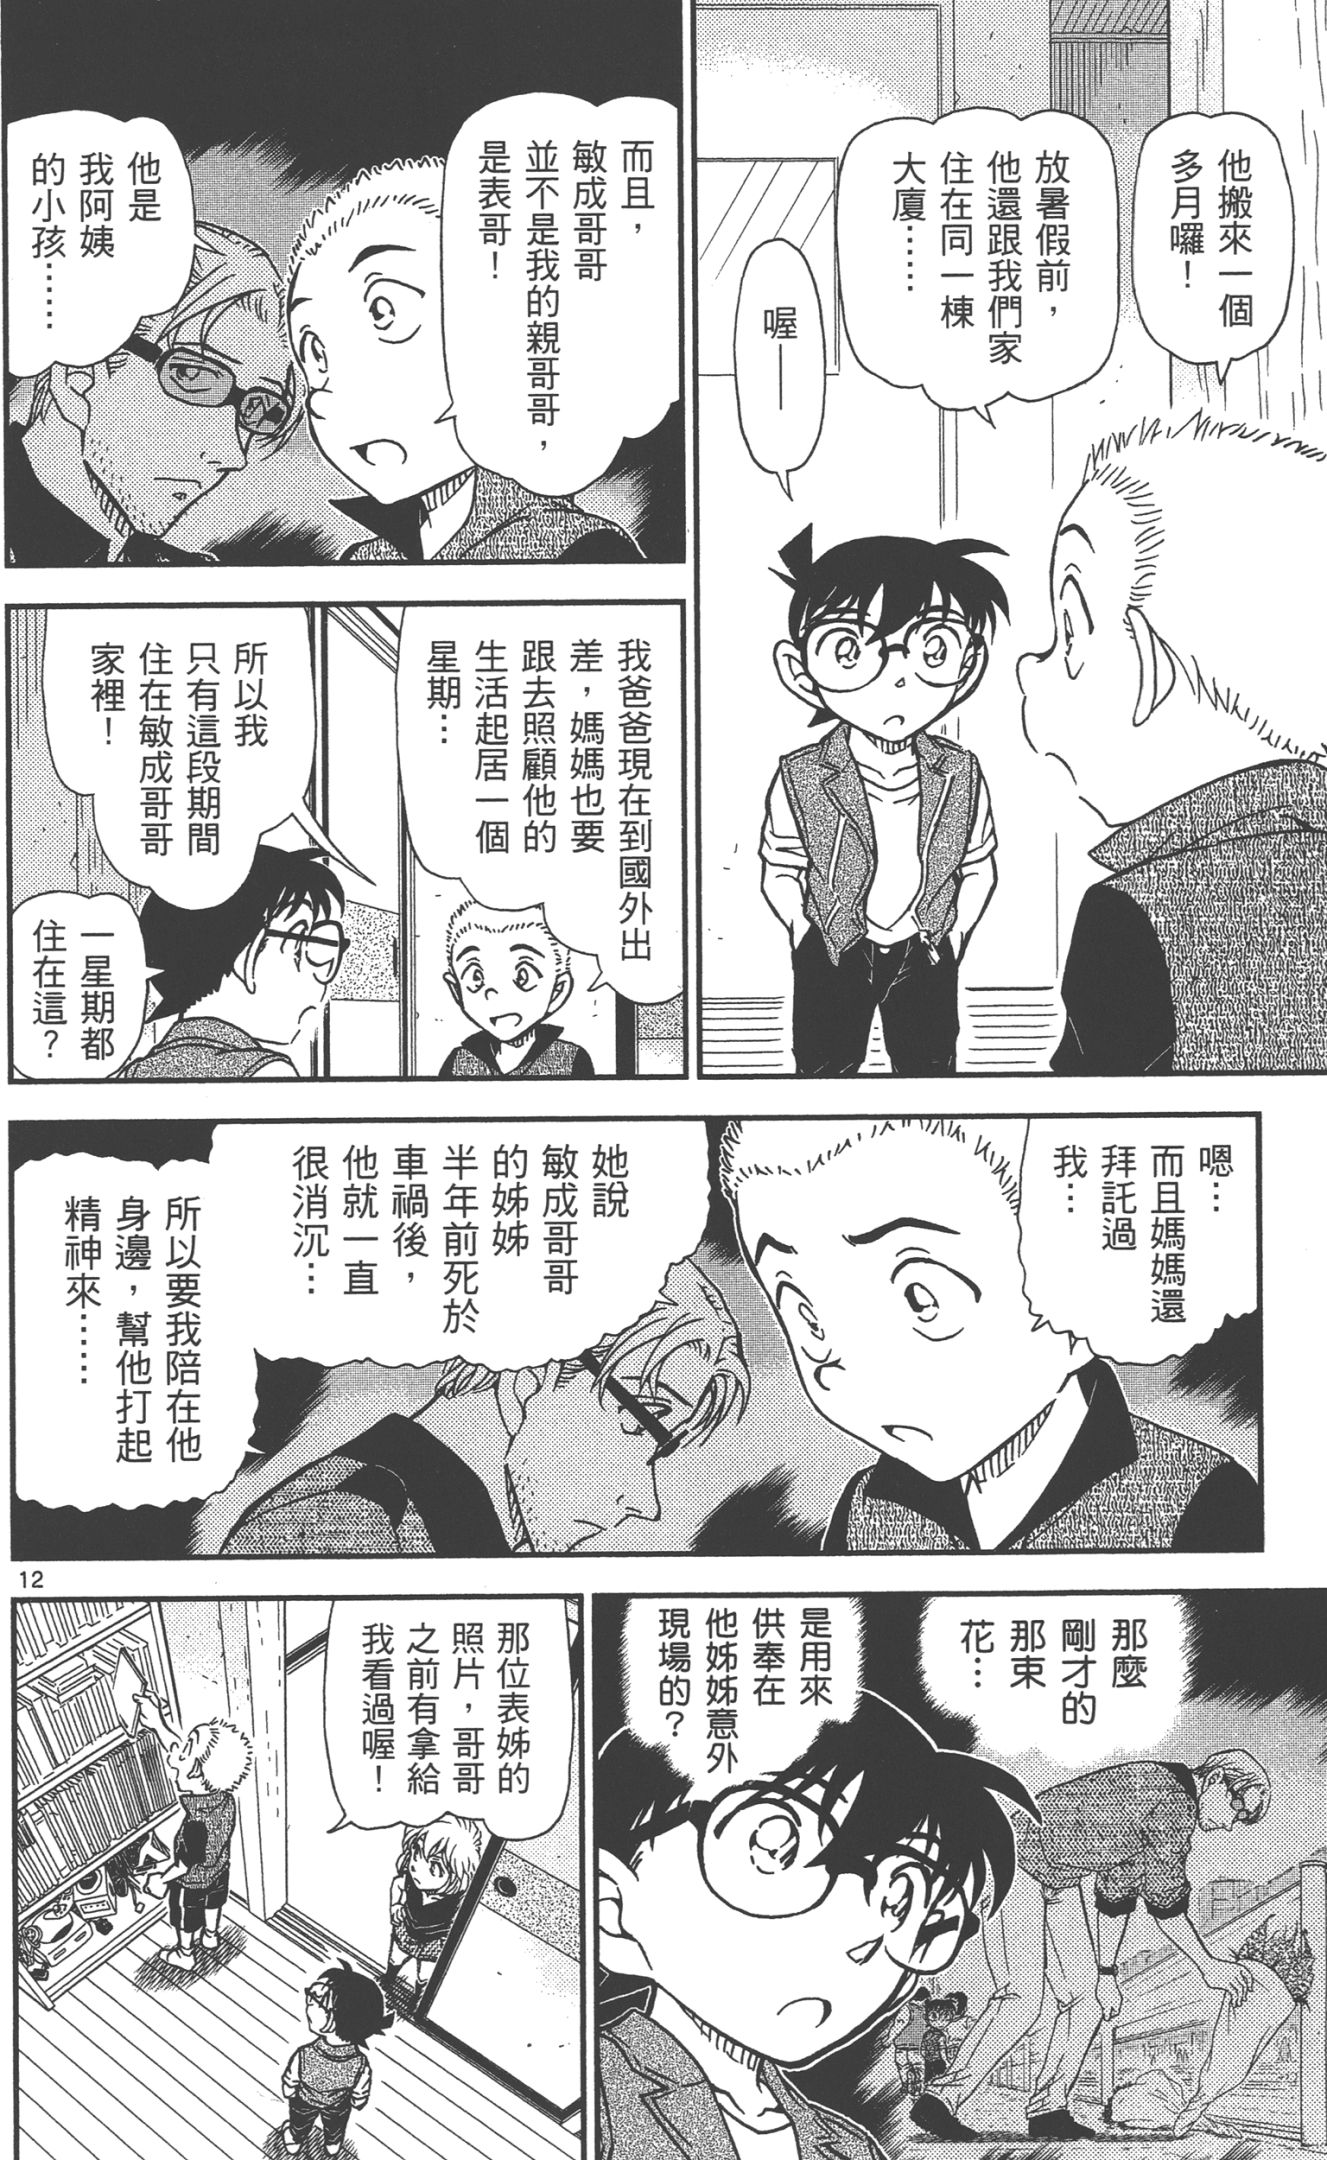 他搬來一個
多月囉！
放暑假前，
他還跟我們家
住在同一棟
大廈……
喔——
而且，
敏成哥哥
並不是我的親哥哥，
是表哥！
他是
我阿姨
的小孩……
我爸爸現在到國外出
差，媽媽也要
跟去照顧他的
生活起居一個
星期…
所以我
只有這段期間
住在敏成哥哥
家裡！
一星期都
住在這？
嗯…
而且媽媽還
拜託過
我…
她說
敏成哥哥
的姊姊
半年前死於
車禍後，
他就一直
很消沉…
所以要我陪在他
身邊，幫他打起
精神來……
12
那麼
剛才的
那束
花…
是用來
供奉在
他姊姊意外
現場的？
那位表姊的
照片，哥哥
之前有拿給
我看過喔！